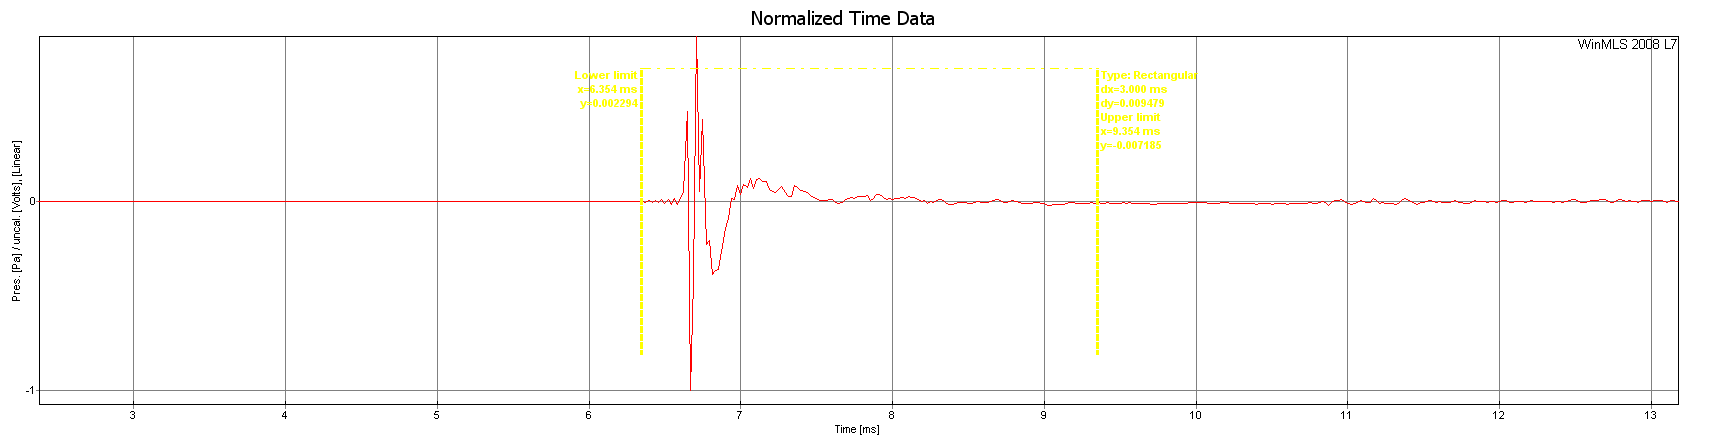 Normalized Time Data
WinMLS 2008 L7
Lower limit
x=6.354 ms
y=0.002294
Type: Rectangular
dx=3.000 ms
dy=0.009479
Upper limit
x=9.354 ms
y=-0.007185
Pres. [Pa] / uncal. [Volts], [Linear]
0
-1
3 4 5 6 7 8 9 10 11 12 13
Time [ms]